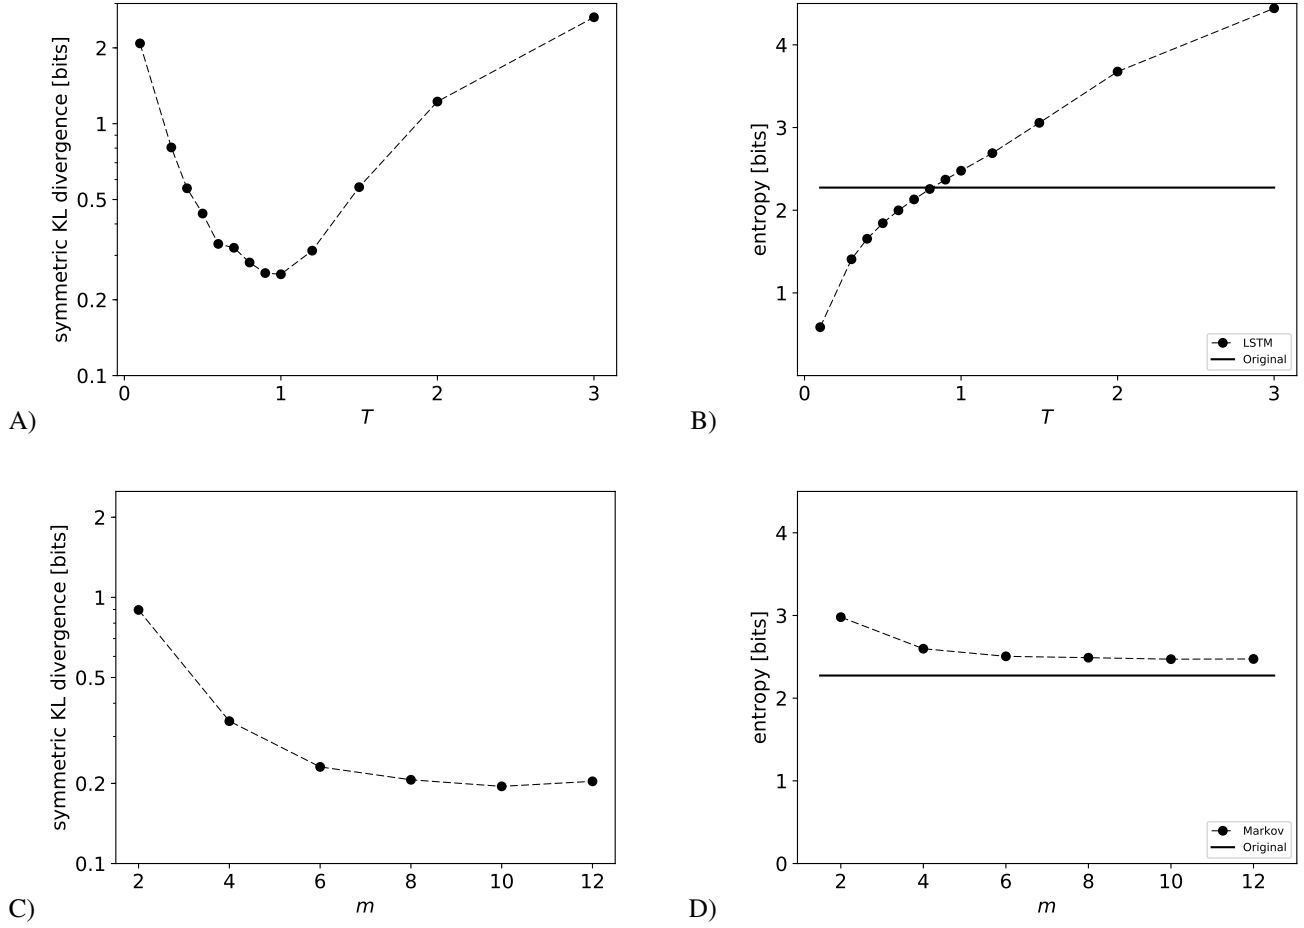 2
1
0.5
0.2
0.1
symmetric KL divergence [bits]
0 1 2 3
T
A)
4
3
2
1
entropy [bits]
LSTM
Original
0 1 2 3
T
B)
2
1
0.5
0.2
0.1
symmetric KL divergence [bits]
2 4 6 8 10 12
m
C)
4
3
2
1
0
entropy [bits]
Markov
Original
2 4 6 8 10 12
m
D)